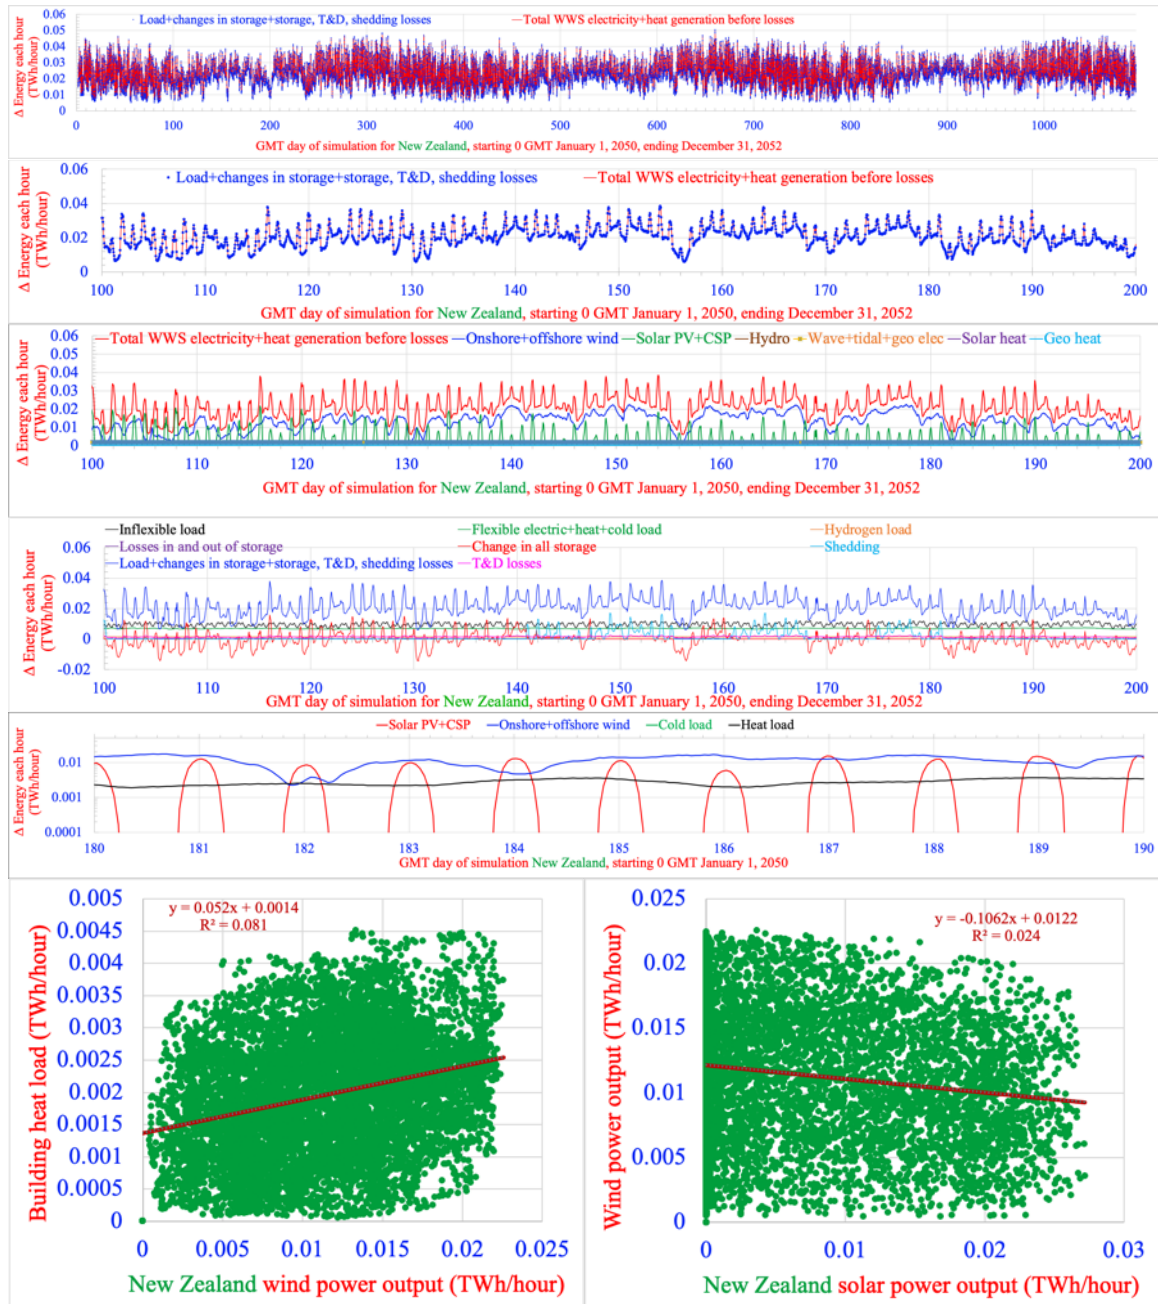 Load+changes in storage+storage, T&D, shedding losses —Total WWS electricity+heat generation before losses
Δ Energy each hour
(TWh/hour)
0.06
0.05
0.04
0.03
0.02
0.01
0
0 100 200 300 400 500 600 700 800 900 1000
GMT day of simulation for New Zealand, starting 0 GMT January 1, 2050, ending December 31, 2052
Load+changes in storage+storage, T&D, shedding losses —Total WWS electricity+heat generation before losses
Δ Energy each hour
(TWh/hour)
0.06
0.04
0.02
0
100 110 120 130 140 150 160 170 180 190 200
GMT day of simulation for New Zealand, starting 0 GMT January 1, 2050, ending December 31, 2052
—Total WWS electricity+heat generation before losses —Onshore+offshore wind —Solar PV+CSP —Hydro —Wave+tidal+geo elec —Solar heat —Geo heat
Δ Energy each hour
(TWh/hour)
0.06
0.05
0.04
0.03
0.02
0.01
0
100 110 120 130 140 150 160 170 180 190 200
GMT day of simulation for New Zealand, starting 0 GMT January 1, 2050, ending December 31, 2052
—Inflexible load —Flexible electric+heat+cold load —Hydrogen load
—Losses in and out of storage —Change in all storage —Shedding
—Load+changes in storage+storage, T&D, shedding losses —T&D losses
Δ Energy each hour
(TWh/hour)
0.06
0.04
0.02
0
-0.02
100 110 120 130 140 150 160 170 180 190 200
GMT day of simulation for New Zealand, starting 0 GMT January 1, 2050, ending December 31, 2052
—Solar PV+CSP —Onshore+offshore wind —Cold load —Heat load
Δ Energy each hour
(TWh/hour)
0.01
0.001
0.0001
180 181 182 183 184 185 186 187 188 189 190
GMT day of simulation New Zealand, starting 0 GMT January 1, 2050
Building heat load (TWh/hour)
0.005
0.0045
0.004
0.0035
0.003
0.0025
0.002
0.0015
0.001
0.0005
0
y = 0.052x + 0.0014
R² = 0.081
0 0.005 0.01 0.015 0.02 0.025
New Zealand wind power output (TWh/hour)
Wind power output (TWh/hour)
0.025
0.02
0.015
0.01
0.005
0
y = -0.1062x + 0.0122
R² = 0.024
0 0.01 0.02 0.03
New Zealand solar power output (TWh/hour)